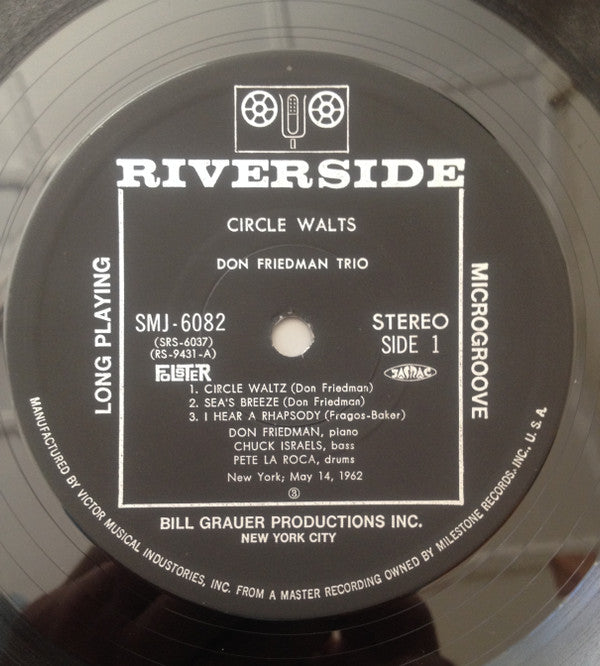 RIVERSIDE
CIRCLE WALTS
DON FRIEDMAN TRIO
LONG PLAYING
MICROGROOVE
SMJ-6082
(SRS-6037)
(RS-9431-A)
STEREO
SIDE 1
FOLSTER
JASRAC
1. CIRCLE WALTZ (Don Friedman)
2. SEA'S BREEZE (Don Friedman)
3. I HEAR A RHAPSODY (Fragos-Baker)
DON FRIEDMAN, piano
CHUCK ISRAELS, bass
PETE LA ROCA, drums
New York; May 14, 1962
BILL GRAUER PRODUCTIONS INC.
NEW YORK CITY
MANUFACTURED BY VICTOR MUSICAL INDUSTRIES, INC. FROM A MASTER RECORDING OWNED BY MILESTONE RECORDS, INC., U.S.A.